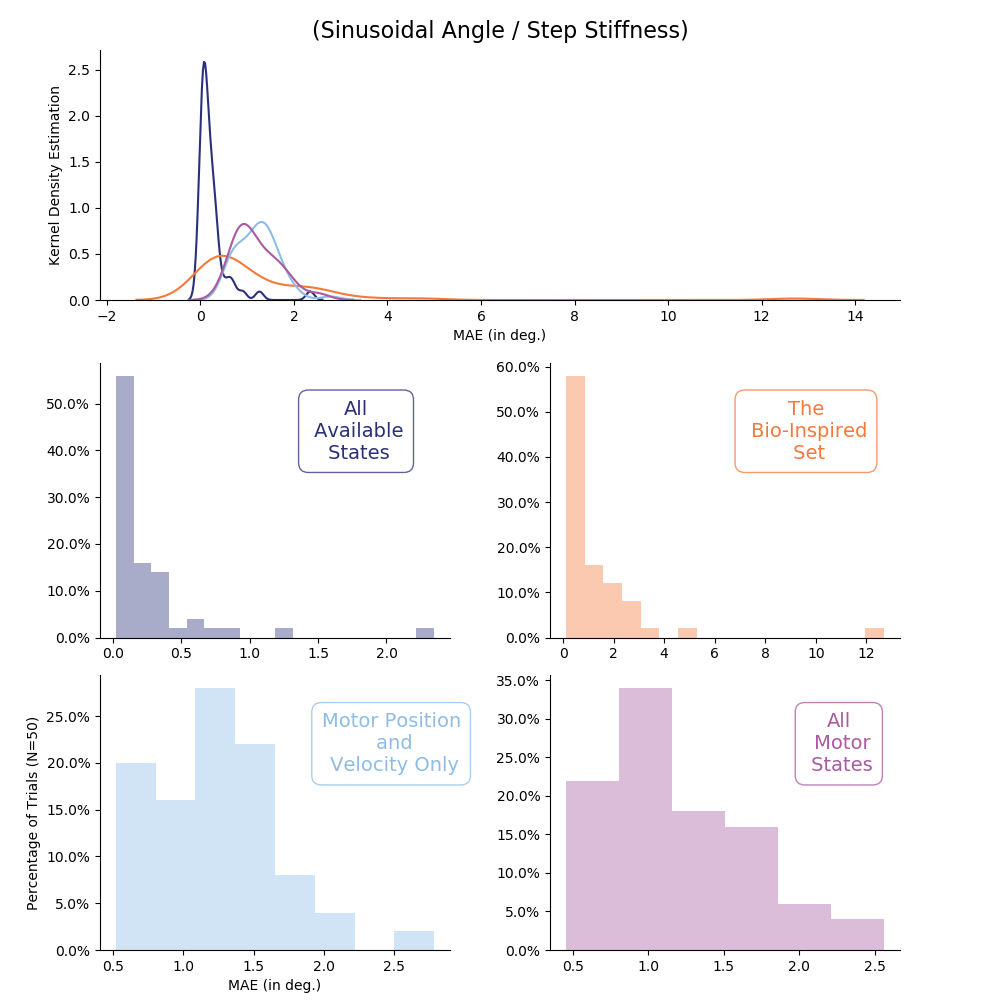 (Sinusoidal Angle / Step Stiffness)
Kernel Density Estimation
2.5
2.0
1.5
1.0
0.5
0.0
−2 0 2 4 6 8 10 12 14
MAE (in deg.)
50.0%
40.0%
30.0%
20.0%
10.0%
0.0%
All
Available
States
0.0 0.5 1.0 1.5 2.0
60.0%
50.0%
40.0%
30.0%
20.0%
10.0%
0.0%
The
Bio-Inspired
Set
0 2 4 6 8 10 12
Percentage of Trials (N=50)
25.0%
20.0%
15.0%
10.0%
5.0%
0.0%
Motor Position
and
Velocity Only
0.5 1.0 1.5 2.0 2.5
MAE (in deg.)
35.0%
30.0%
25.0%
20.0%
15.0%
10.0%
5.0%
0.0%
All
Motor
States
0.5 1.0 1.5 2.0 2.5